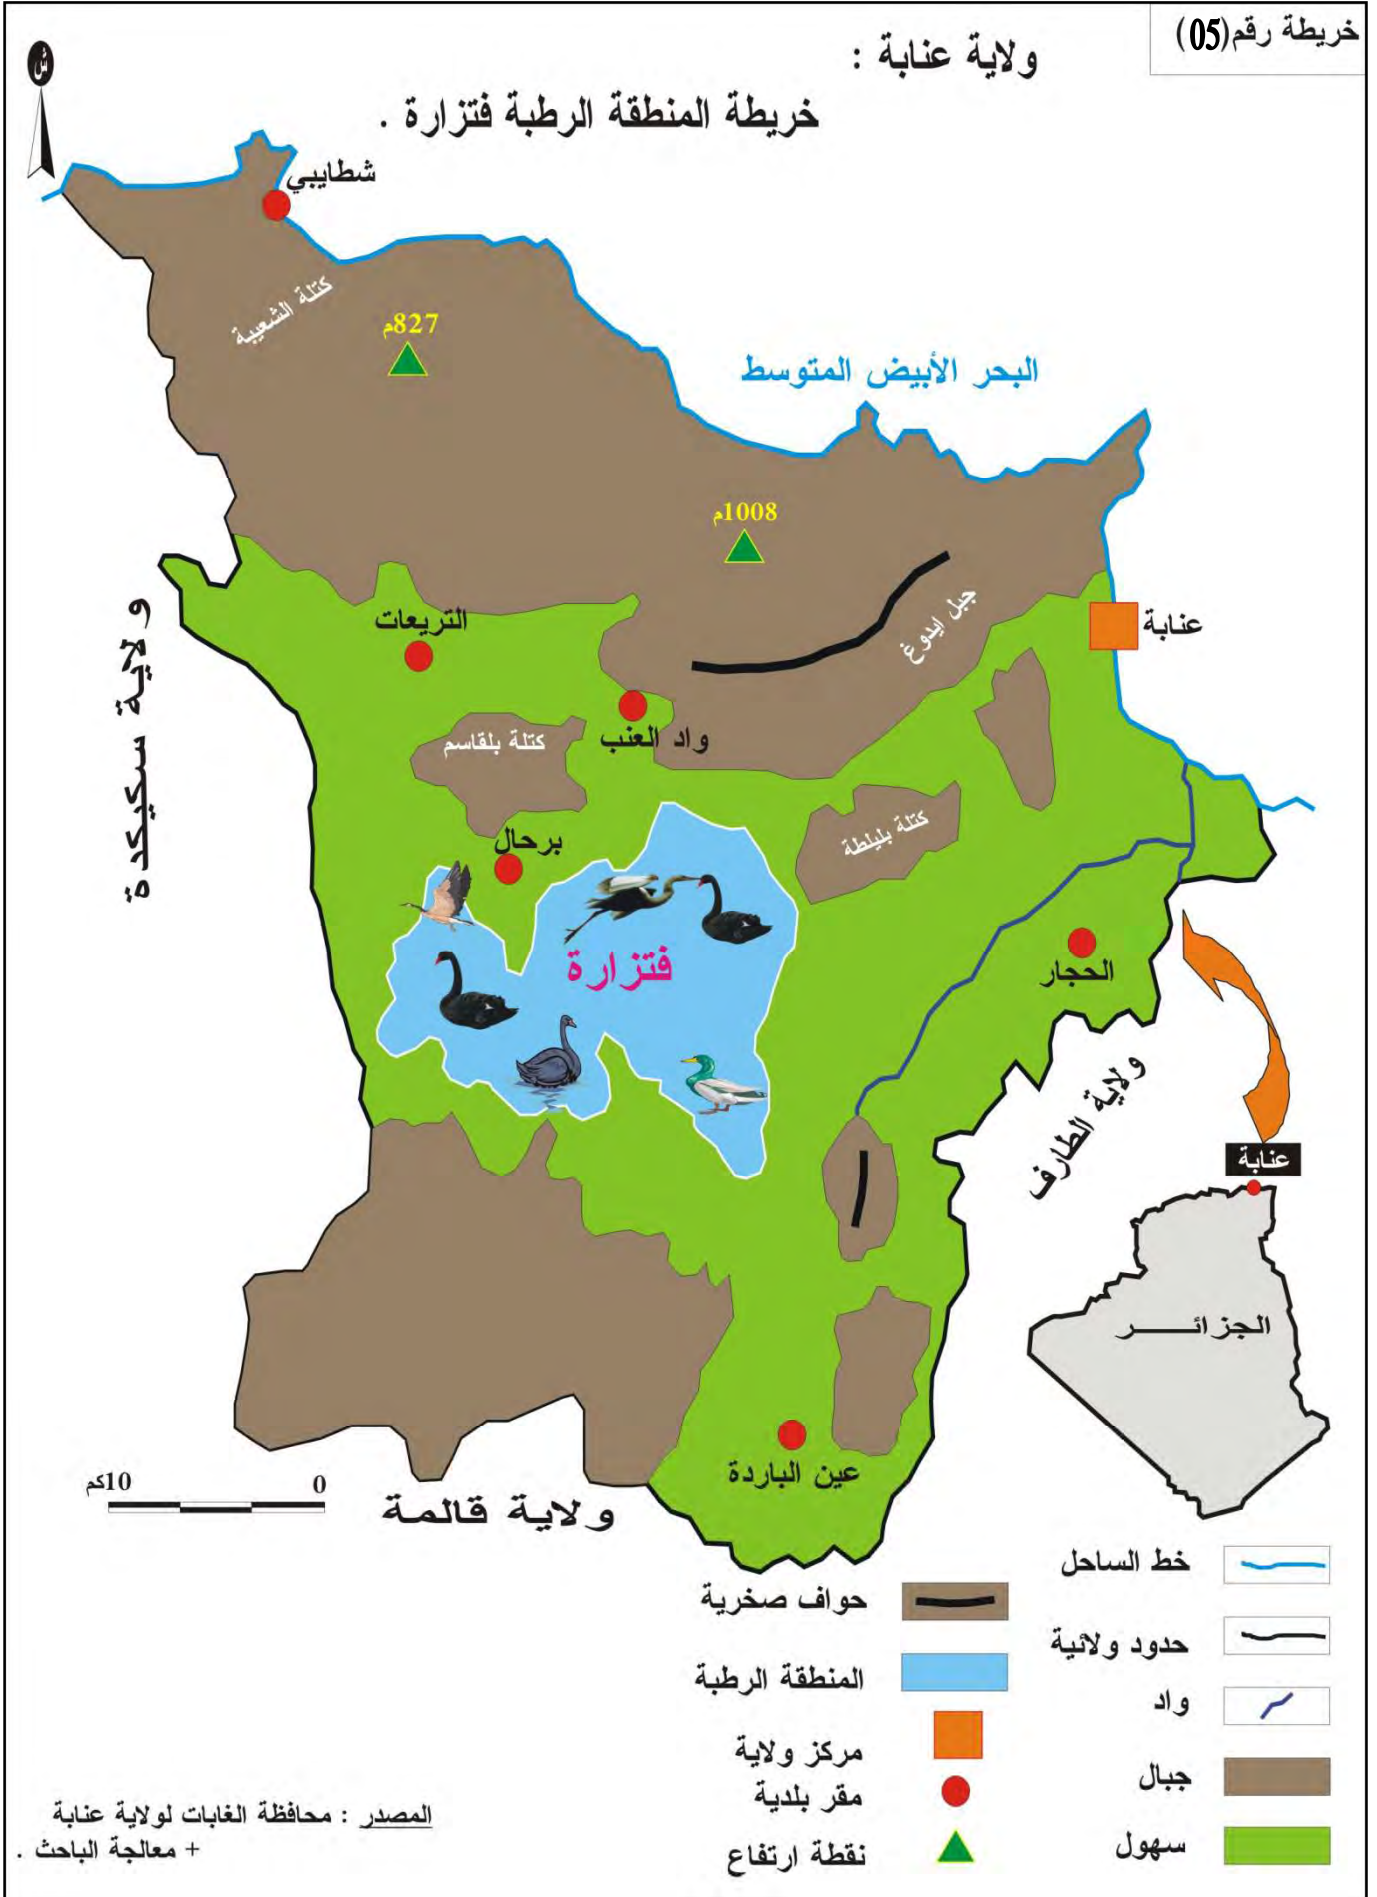 خريطة رقم(05)
ولاية عنابة :
خريطة المنطقة الرطبة فتزارة .
ش
شطايبي
كتلة الشعيبة
827م
البحر الأبيض المتوسط
1008م
جبل ايدوغ
التريعات
عنابة
واد العنب
كتلة بلقاسم
ولاية سكيكدة
كتلة بليلطة
برحال
فتزارة
الحجار
ولاية الطارف
عنابة
الجزائـــــر
عين الباردة
10كم
0
ولاية قالمة
خط الساحل
حدود ولائية
واد
جبال
سهول
حواف صخرية
المنطقة الرطبة
مركز ولاية
مقر بلدية
نقطة ارتفاع
المصدر : محافظة الغابات لولاية عنابة
+ معالجة الباحث .